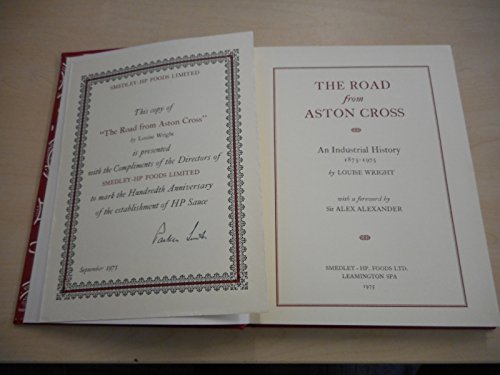 SMEDLEY-HP FOODS LIMITED
This copy of
"The Road from Aston Cross"
by Louise Wright
is presented
with the Compliments of the Directors of
SMEDLEY-HP FOODS LIMITED
to mark the Hundredth Anniversary
of the establishment of HP Sauce
September 1975
THE ROAD
from
ASTON CROSS
An Industrial History
1875-1975
by LOUISE WRIGHT
with a foreword by
Sir ALEX ALEXANDER
SMEDLEY-HP FOODS LTD.
LEAMINGTON SPA
1975